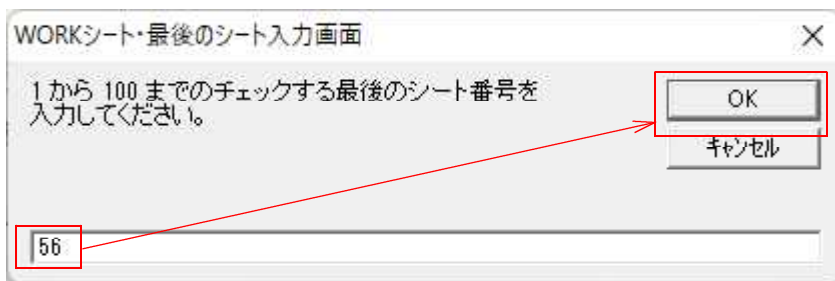 WORKシート・最後のシート入力画面
1 から 100 までのチェックする最後のシート番号を
入力してください。
OK
キャンセル
56